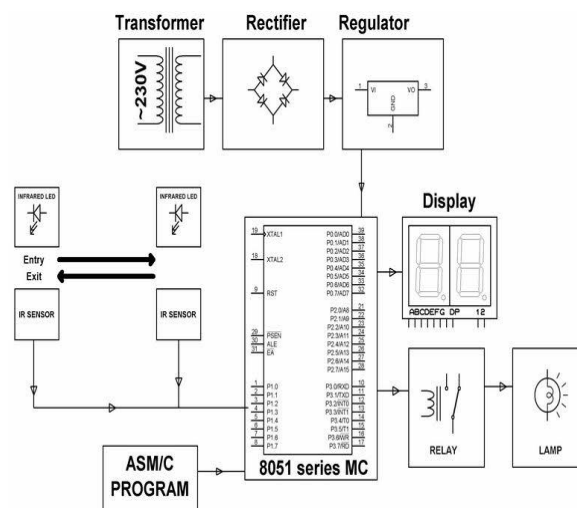 Transformer Rectifier Regulator
~230V
1 VI VO 3
GND
2
INFRARED LED INFRARED LED
Entry
Exit
IR SENSOR IR SENSOR
Display
ABCDEFG DP 12
19 XTAL1 P0.0/AD0 39
P0.1/AD1 38
P0.2/AD2 37
18 XTAL2 P0.3/AD3 36
P0.4/AD4 35
P0.5/AD5 34
P0.6/AD6 33
9 RST P0.7/AD7 32
P2.0/A8 21
P2.1/A9 22
P2.2/A10 23
29 PSEN P2.3/A11 24
30 ALE P2.4/A12 25
31 EA P2.5/A13 26
P2.6/A14 27
P2.7/A15 28
1 P1.0 P3.0/RXD 10
2 P1.1 P3.1/TXD 11
3 P1.2 P3.2/INT0 12
4 P1.3 P3.3/INT1 13
5 P1.4 P3.4/T0 14
6 P1.5 P3.5/T1 15
7 P1.6 P3.6/WR 16
8 P1.7 P3.7/RD 17
8051 series MC
RELAY LAMP
ASM/C
PROGRAM